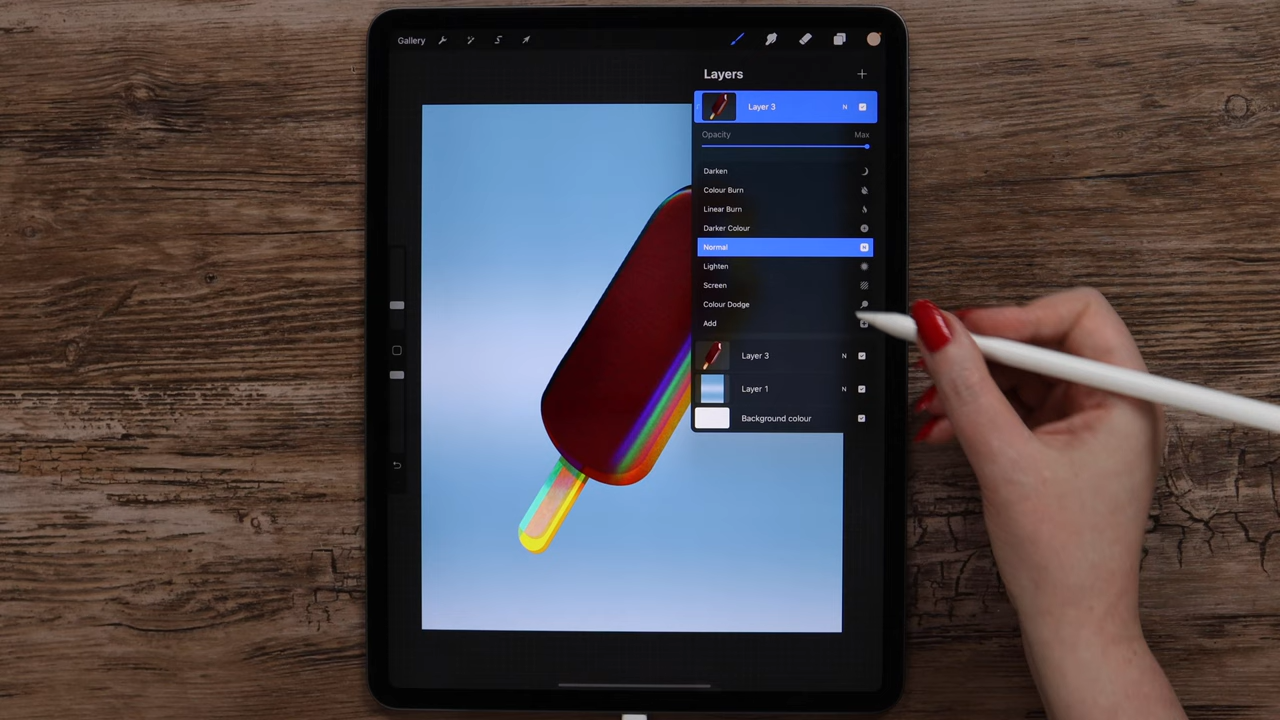 Gallery
Layers
Layer 3 N
Opacity Max
Darken
Colour Burn
Linear Burn
Darker Colour
Normal N
Lighten
Screen
Colour Dodge
Add
Layer 3 N
Layer 1 N
Background colour